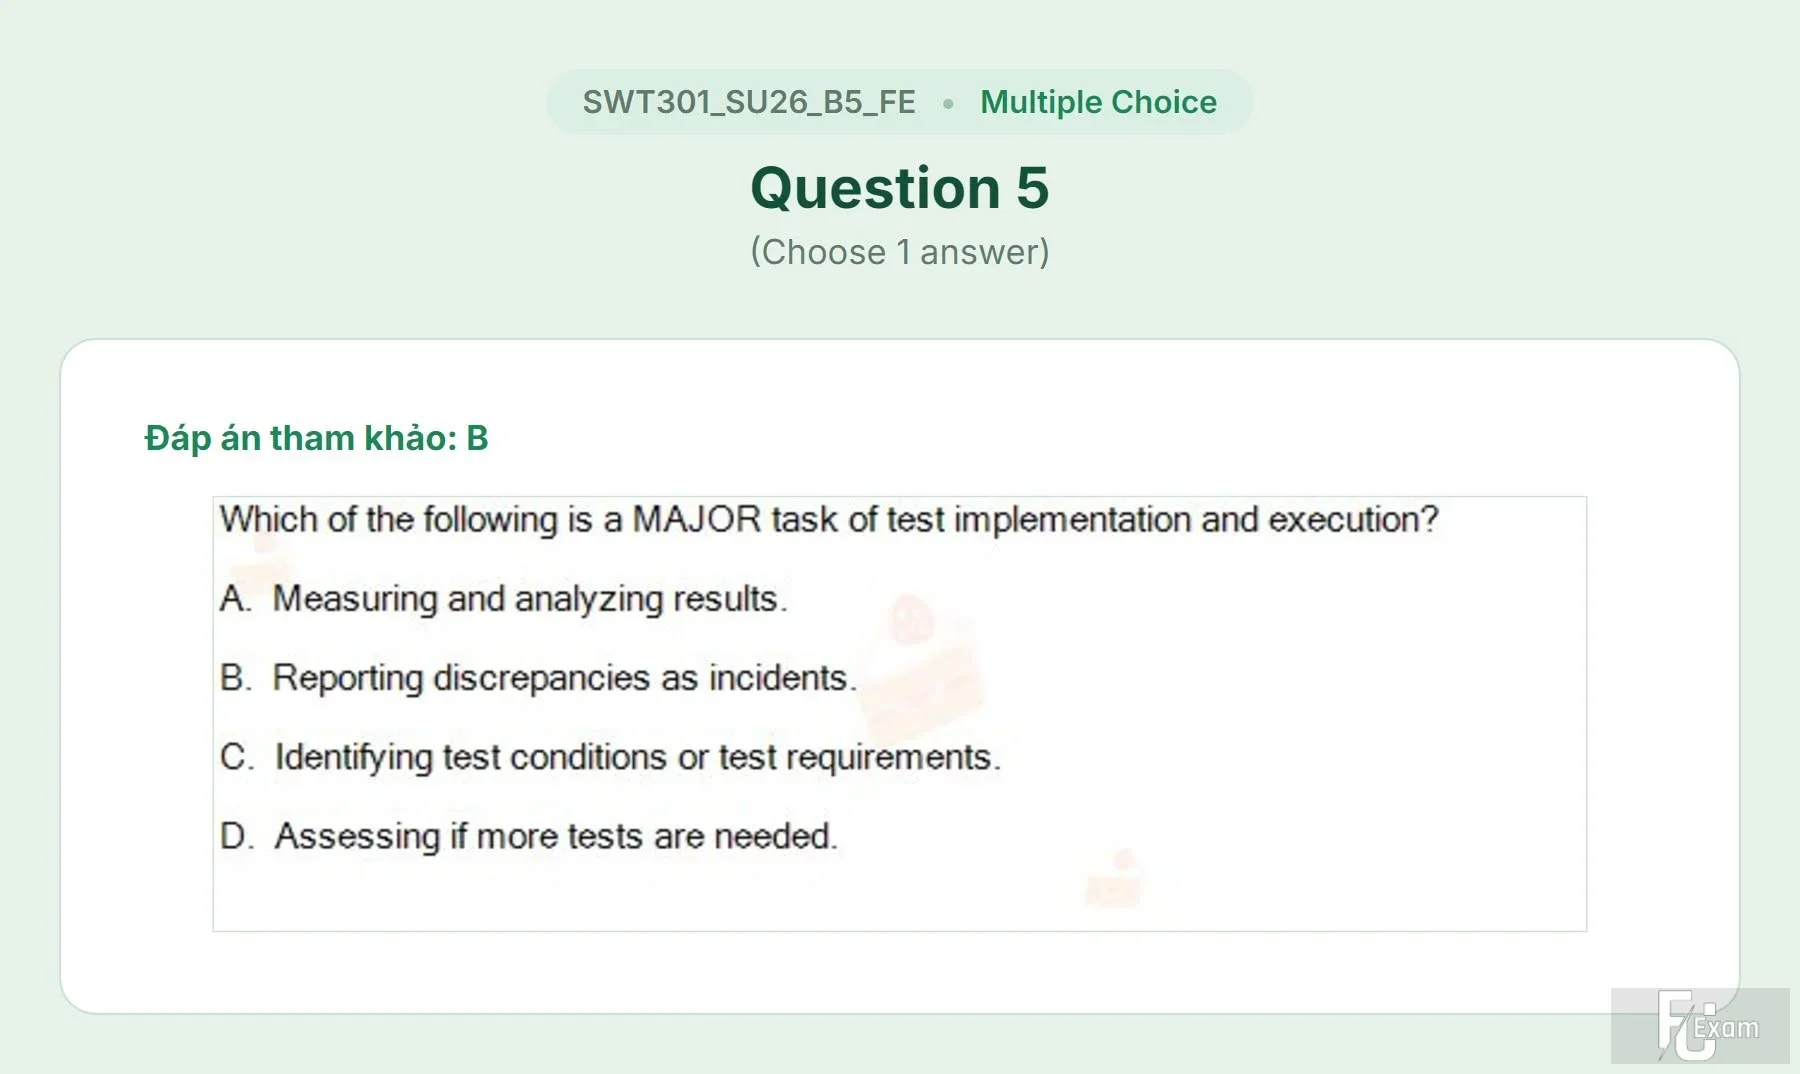 SWT301_SU26_B5_FE • Multiple Choice
Question 5
(Choose 1 answer)
Đáp án tham khảo: B
Which of the following is a MAJOR task of test implementation and execution?
A. Measuring and analyzing results.
B. Reporting discrepancies as incidents.
C. Identifying test conditions or test requirements.
D. Assessing if more tests are needed.
FU Exam